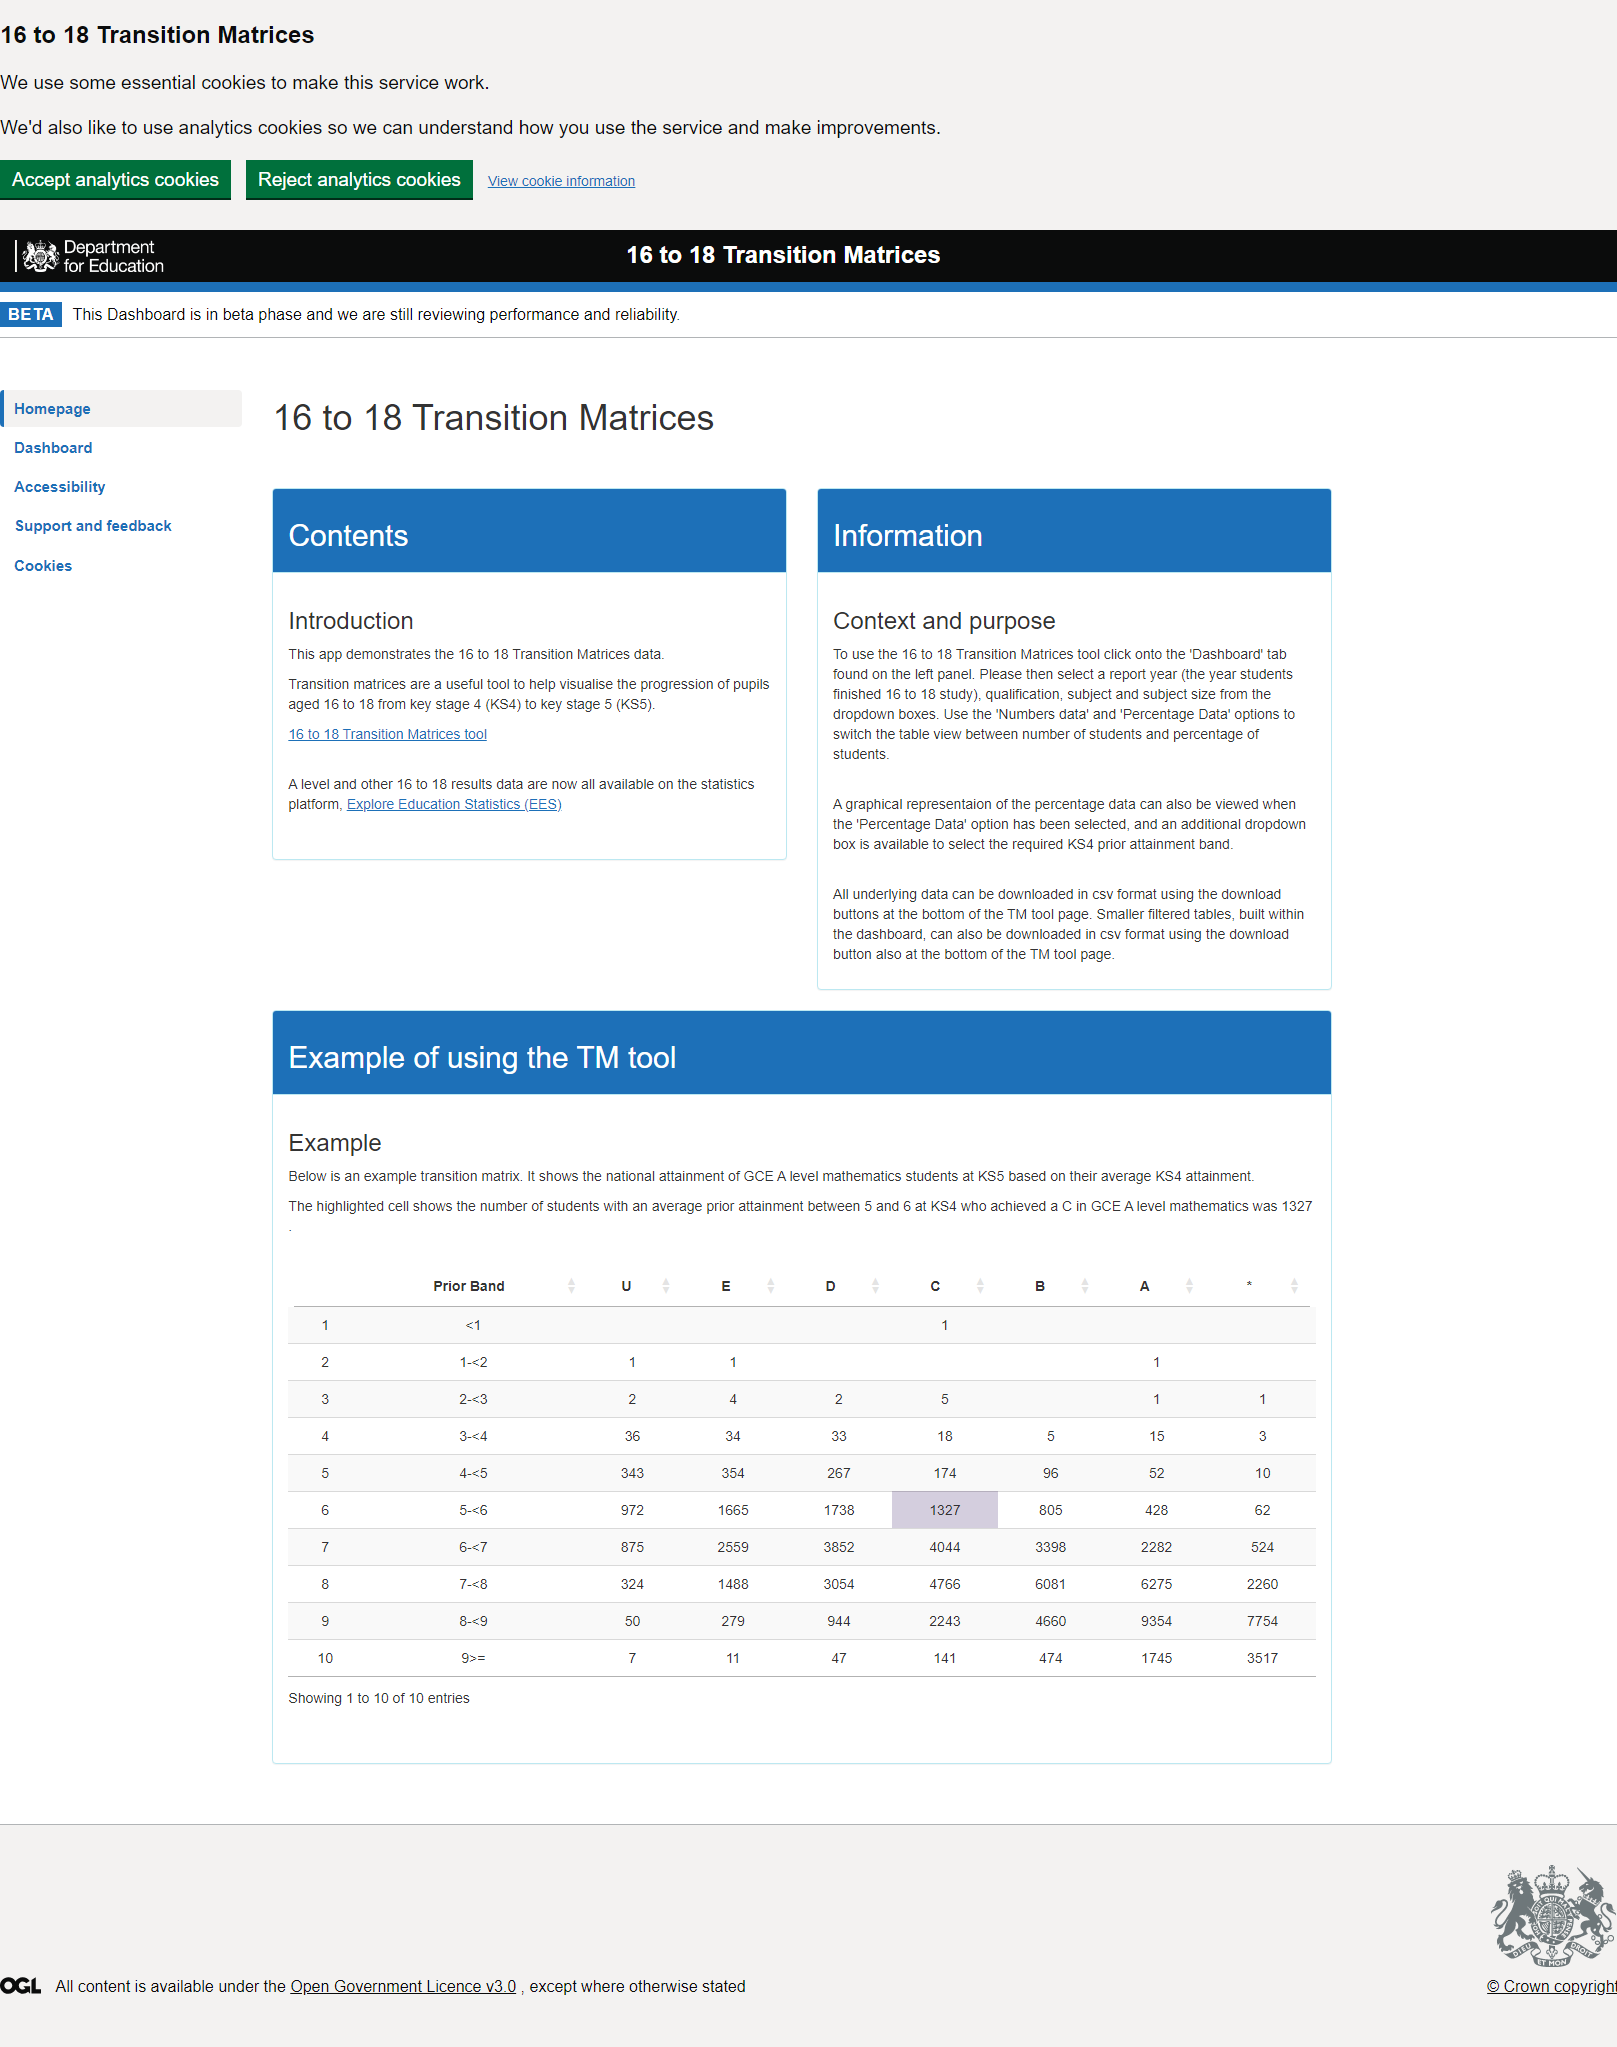 16 to 18 Transition Matrices
We use some essential cookies to make this service work.
We'd also like to use analytics cookies so we can understand how you use the service and make improvements.
Accept analytics cookies Reject analytics cookies View cookie information
Department
for Education
16 to 18 Transition Matrices
BETA This Dashboard is in beta phase and we are still reviewing performance and reliability.
Homepage
Dashboard
Accessibility
Support and feedback
Cookies
16 to 18 Transition Matrices
Contents
Introduction
This app demonstrates the 16 to 18 Transition Matrices data.
Transition matrices are a useful tool to help visualise the progression of pupils
aged 16 to 18 from key stage 4 (KS4) to key stage 5 (KS5).
16 to 18 Transition Matrices tool
A level and other 16 to 18 results data are now all available on the statistics
platform, Explore Education Statistics (EES)
Information
Context and purpose
To use the 16 to 18 Transition Matrices tool click onto the 'Dashboard' tab
found on the left panel. Please then select a report year (the year students
finished 16 to 18 study), qualification, subject and subject size from the
dropdown boxes. Use the 'Numbers data' and 'Percentage Data' options to
switch the table view between number of students and percentage of
students.
A graphical representaion of the percentage data can also be viewed when
the 'Percentage Data' option has been selected, and an additional dropdown
box is available to select the required KS4 prior attainment band.
All underlying data can be downloaded in csv format using the download
buttons at the bottom of the TM tool page. Smaller filtered tables, built within
the dashboard, can also be downloaded in csv format using the download
button also at the bottom of the TM tool page.
Example of using the TM tool
Example
Below is an example transition matrix. It shows the national attainment of GCE A level mathematics students at KS5 based on their average KS4 attainment.
The highlighted cell shows the number of students with an average prior attainment between 5 and 6 at KS4 who achieved a C in GCE A level mathematics was 1327
.
Prior Band U E D C B A *
1 <1 1
2 1-<2 1 1 1
3 2-<3 2 4 2 5 1 1
4 3-<4 36 34 33 18 5 15 3
5 4-<5 343 354 267 174 96 52 10
6 5-<6 972 1665 1738 1327 805 428 62
7 6-<7 875 2559 3852 4044 3398 2282 524
8 7-<8 324 1488 3054 4766 6081 6275 2260
9 8-<9 50 279 944 2243 4660 9354 7754
10 9>= 7 11 47 141 474 1745 3517
Showing 1 to 10 of 10 entries
OGL All content is available under the Open Government Licence v3.0 , except where otherwise stated
© Crown copyright